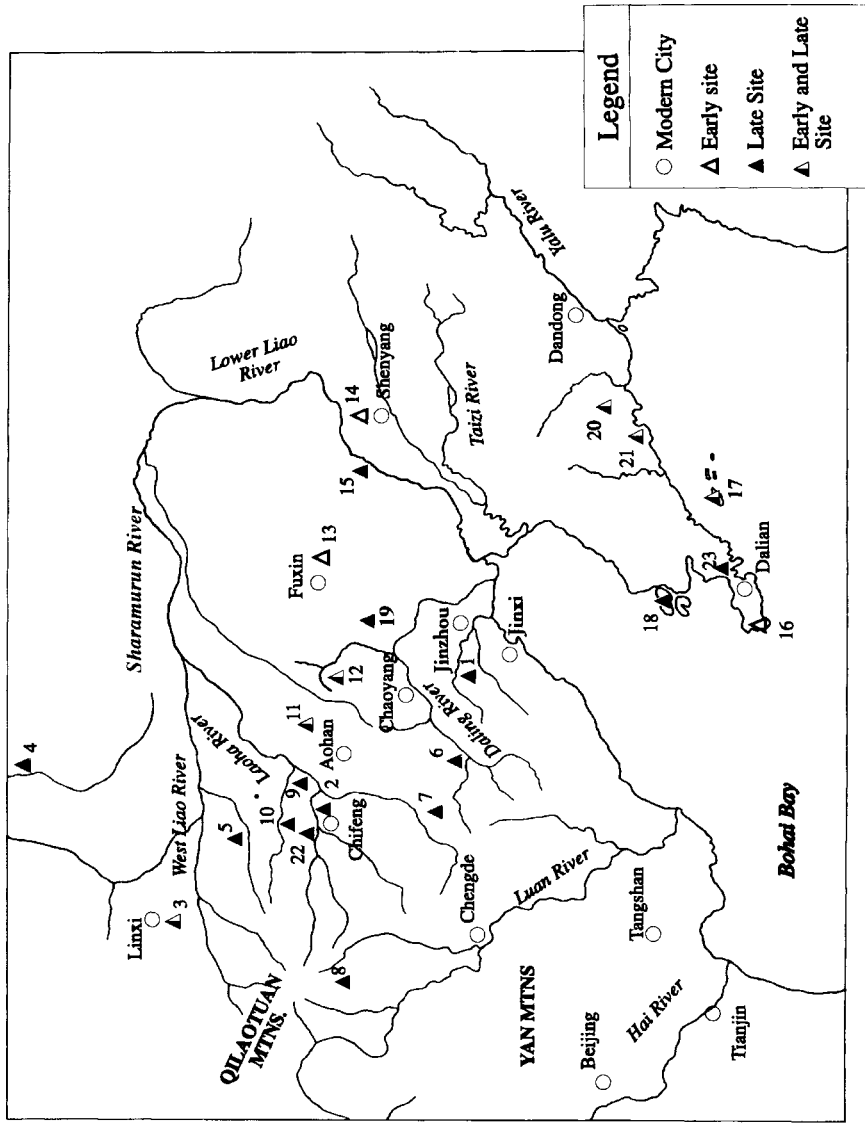 4
Sharamurun River
West Liao River
Linxi
3
5
Laoha River
10
9
22
2
Chifeng
QILAOTUAN
MTNS.
8
11
Aohan
12
Chaoyang
Fuxin
13
19
15
14
Shenyang
Lower Liao
River
Taizi River
7
6
Daling River
Jinzhou
1
Jinxi
Chengde
Luan River
YAN MTNS
Beijing
Tangshan
Hai River
Tianjin
Bohai Bay
18
23
Dalian
16
17
21
20
Dandong
Yalu River
Legend
Modern City
Early site
Late Site
Early and Late
Site